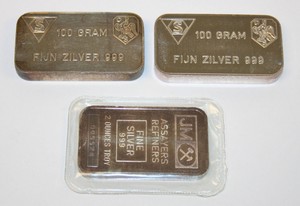 100 GRAM
FIJN ZILVER 999
100 GRAM
FIJN ZILVER 999
JM
ASSAYERS
REFINERS
FINE
SILVER
999
2 OUNCES TROY